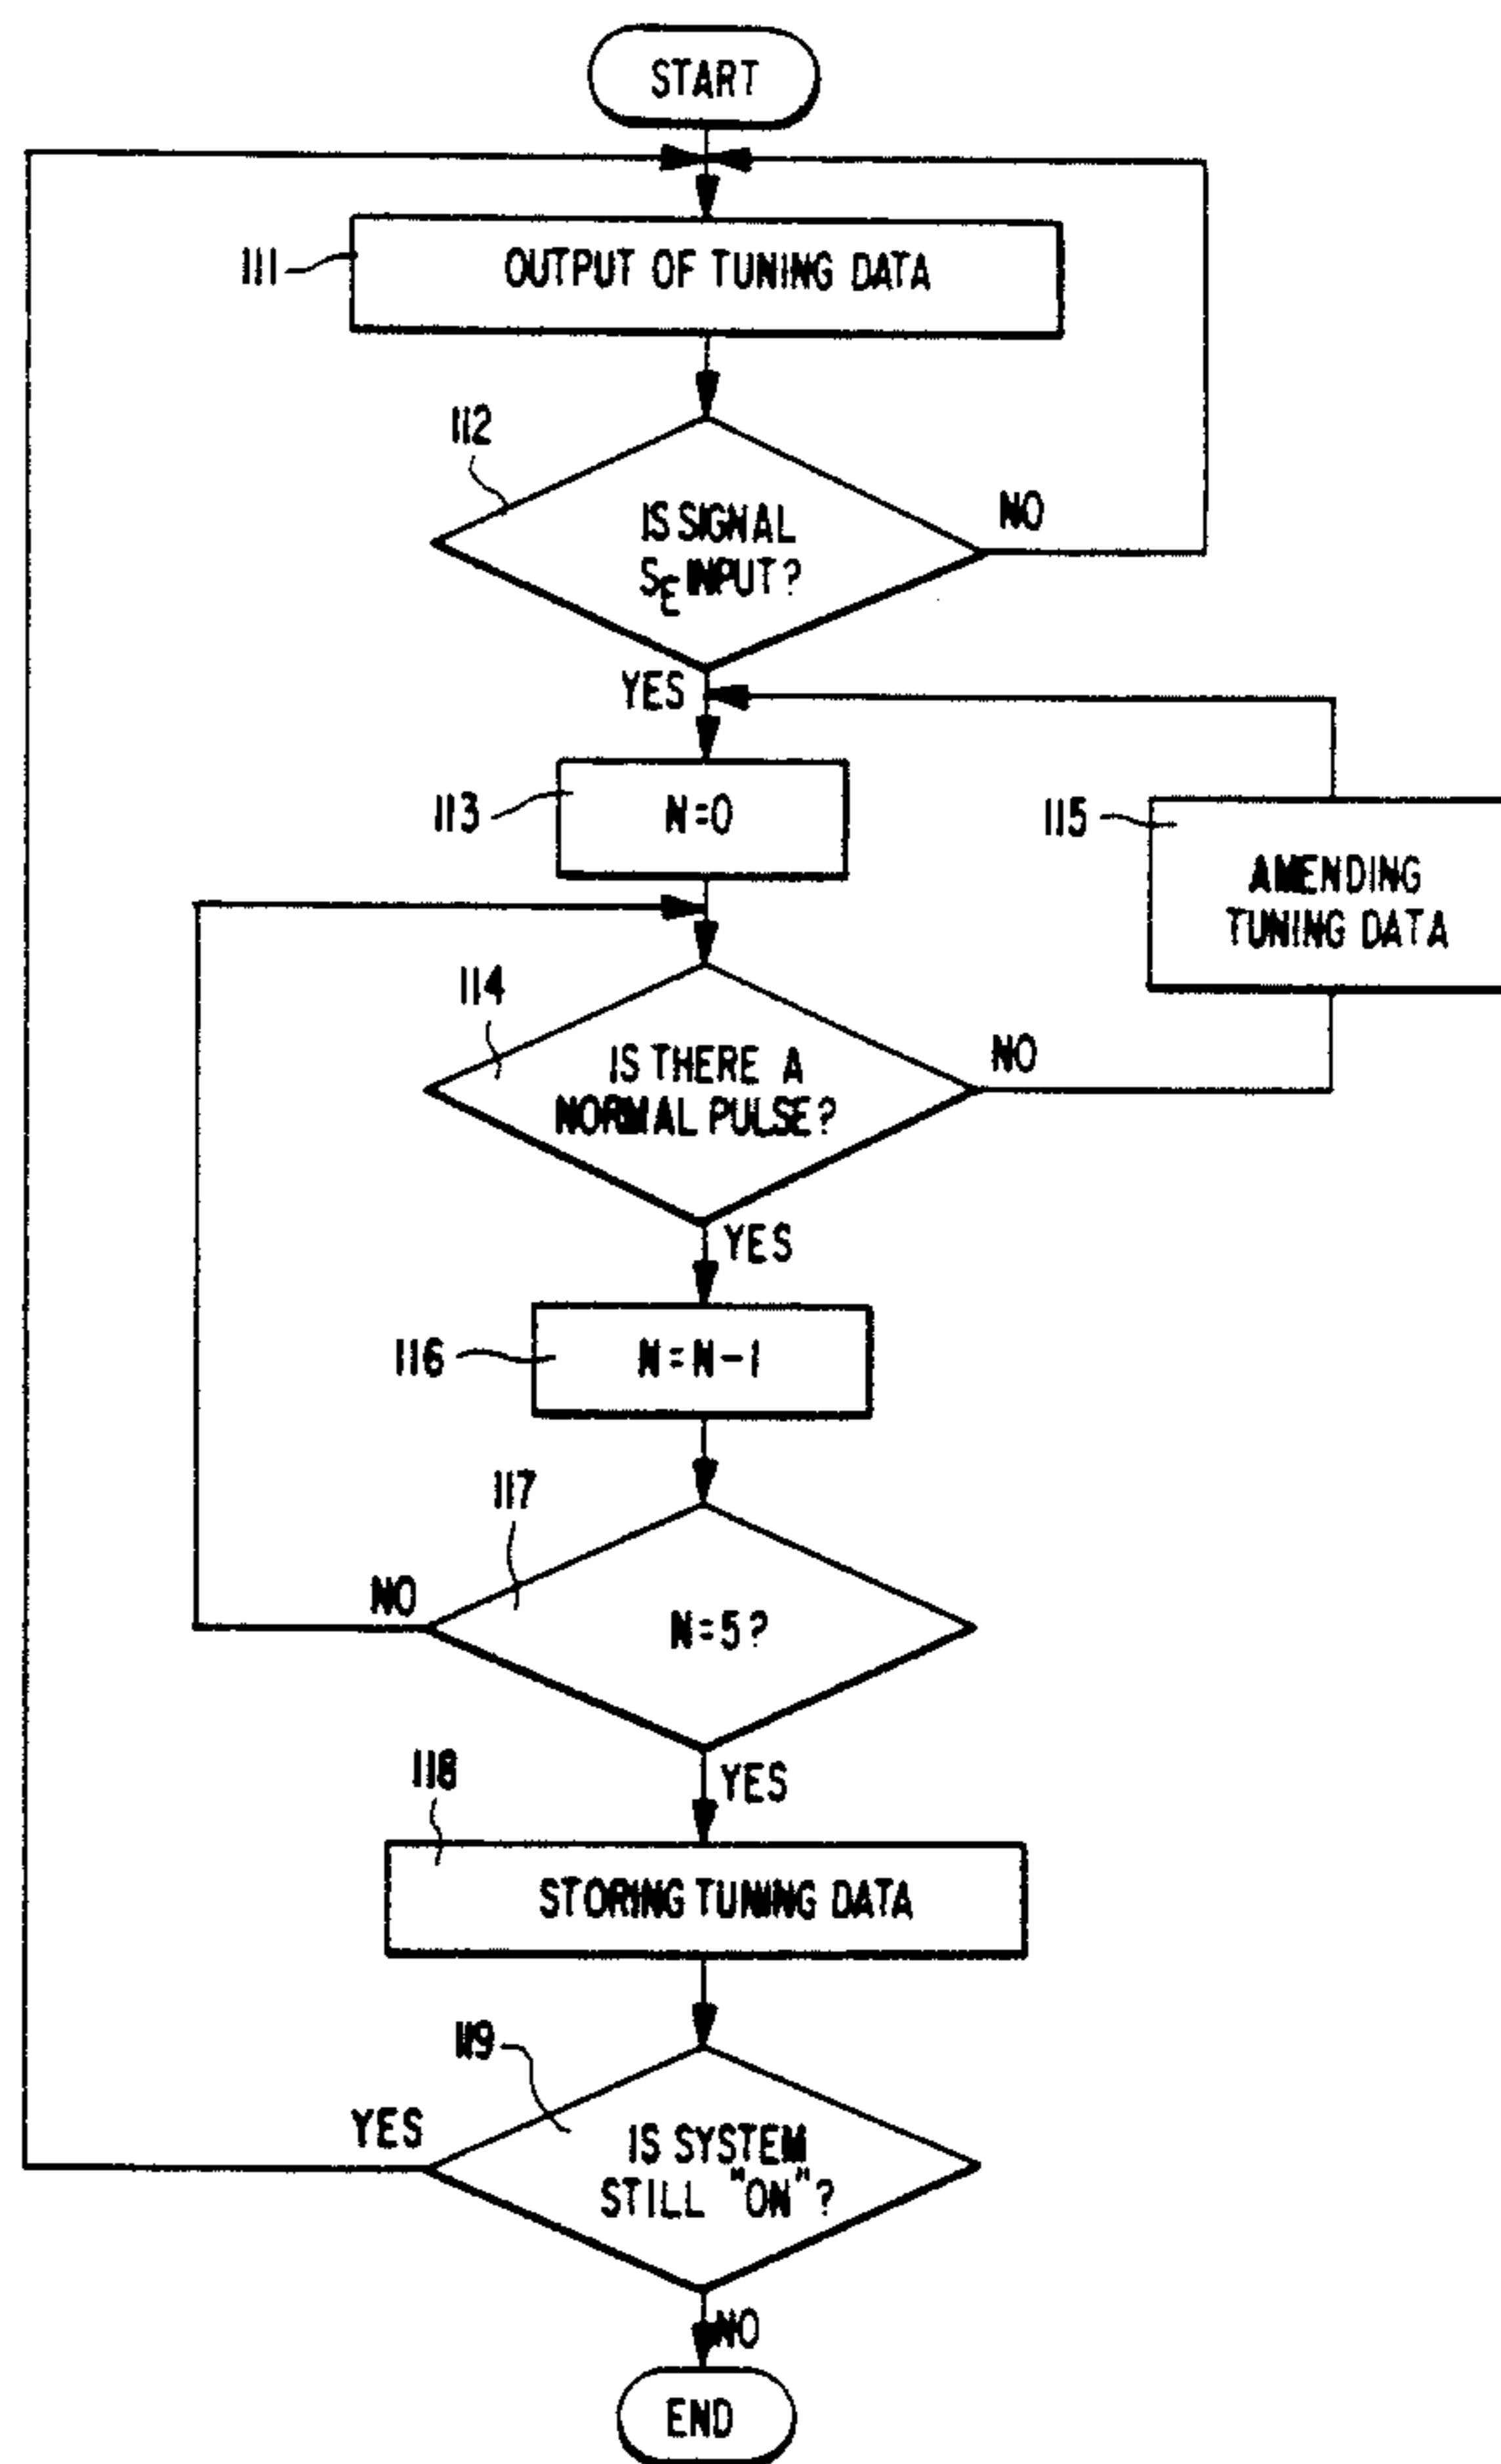 START
111
OUTPUT OF TUNING DATA
112
IS SIGNAL
SE INPUT?
NO
YES
113
N=0
115
AMENDING
TUNING DATA
114
IS THERE A
NORMAL PULSE?
NO
YES
116
N=N-1
117
N=5?
NO
YES
118
STORING TUNING DATA
119
IS SYSTEM
STILL "ON"?
YES
NO
END